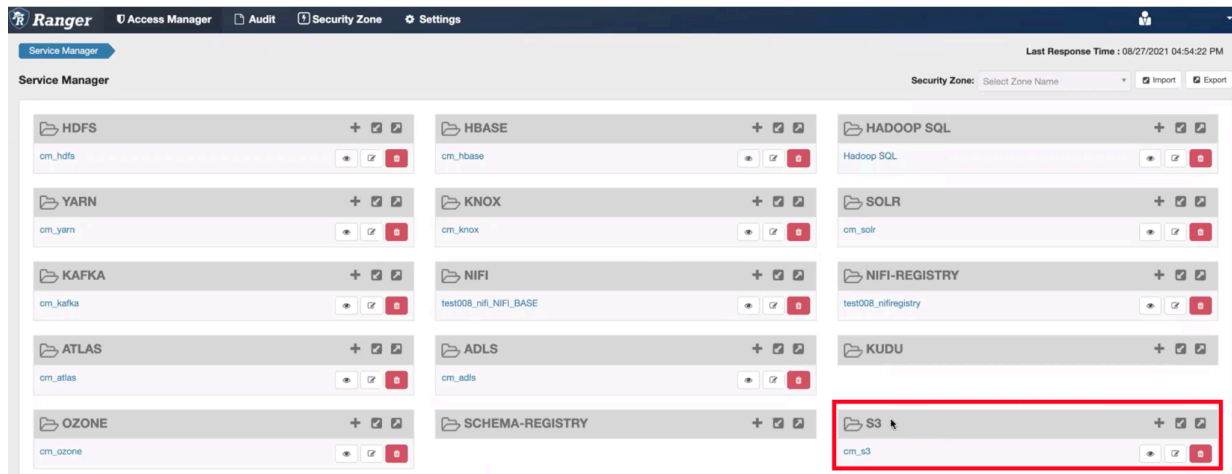 Ranger Access Manager Audit Security Zone Settings
Service Manager
Last Response Time : 08/27/2021 04:54:22 PM
Service Manager
Security Zone: Select Zone Name Import Export
HDFS HBASE HADOOP SQL
cm_hdfs cm_hbase Hadoop SQL
YARN KNOX SOLR
cm_yarn cm_knox cm_solr
KAFKA NIFI NIFI-REGISTRY
cm_kafka test008_nifi_NIFI_BASE test008_nifiregistry
ATLAS ADLS KUDU
cm_atlas cm_adls
OZONE SCHEMA-REGISTRY S3
cm_ozone cm_s3